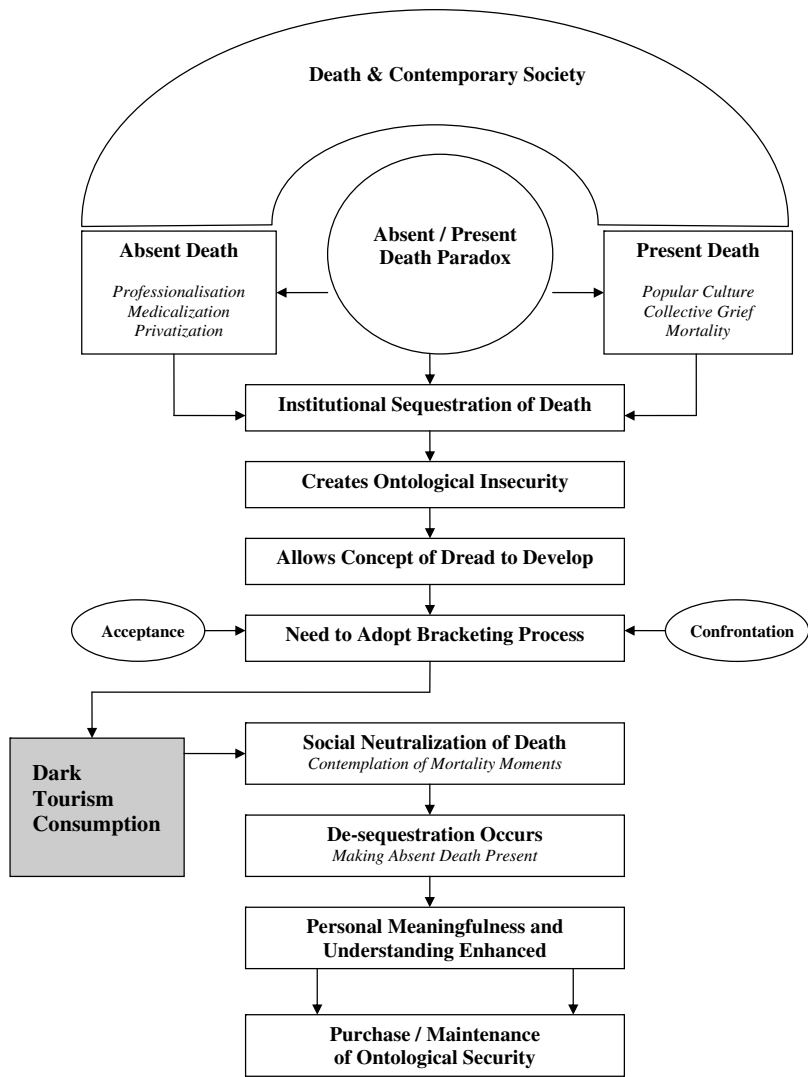 Death & Contemporary Society
Absent / Present
Death Paradox
Absent Death
Professionalisation
Medicalization
Privatization
Present Death
Popular Culture
Collective Grief
Mortality
Institutional Sequestration of Death
Creates Ontological Insecurity
Allows Concept of Dread to Develop
Acceptance
Need to Adopt Bracketing Process
Confrontation
Dark
Tourism
Consumption
Social Neutralization of Death
Contemplation of Mortality Moments
De-sequestration Occurs
Making Absent Death Present
Personal Meaningfulness and
Understanding Enhanced
Purchase / Maintenance
of Ontological Security